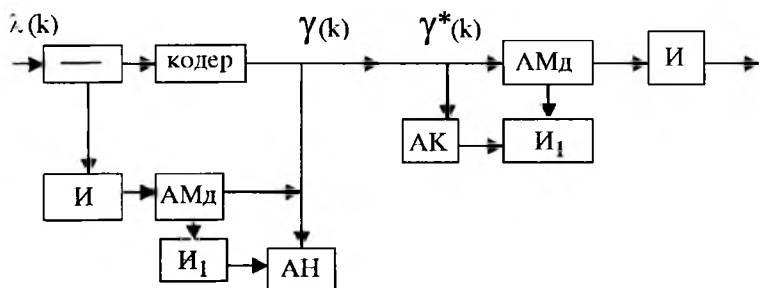 λ(k) γ(k) γ*(k)
кодер АМд И
АК И₁
И АМд
И₁ АН